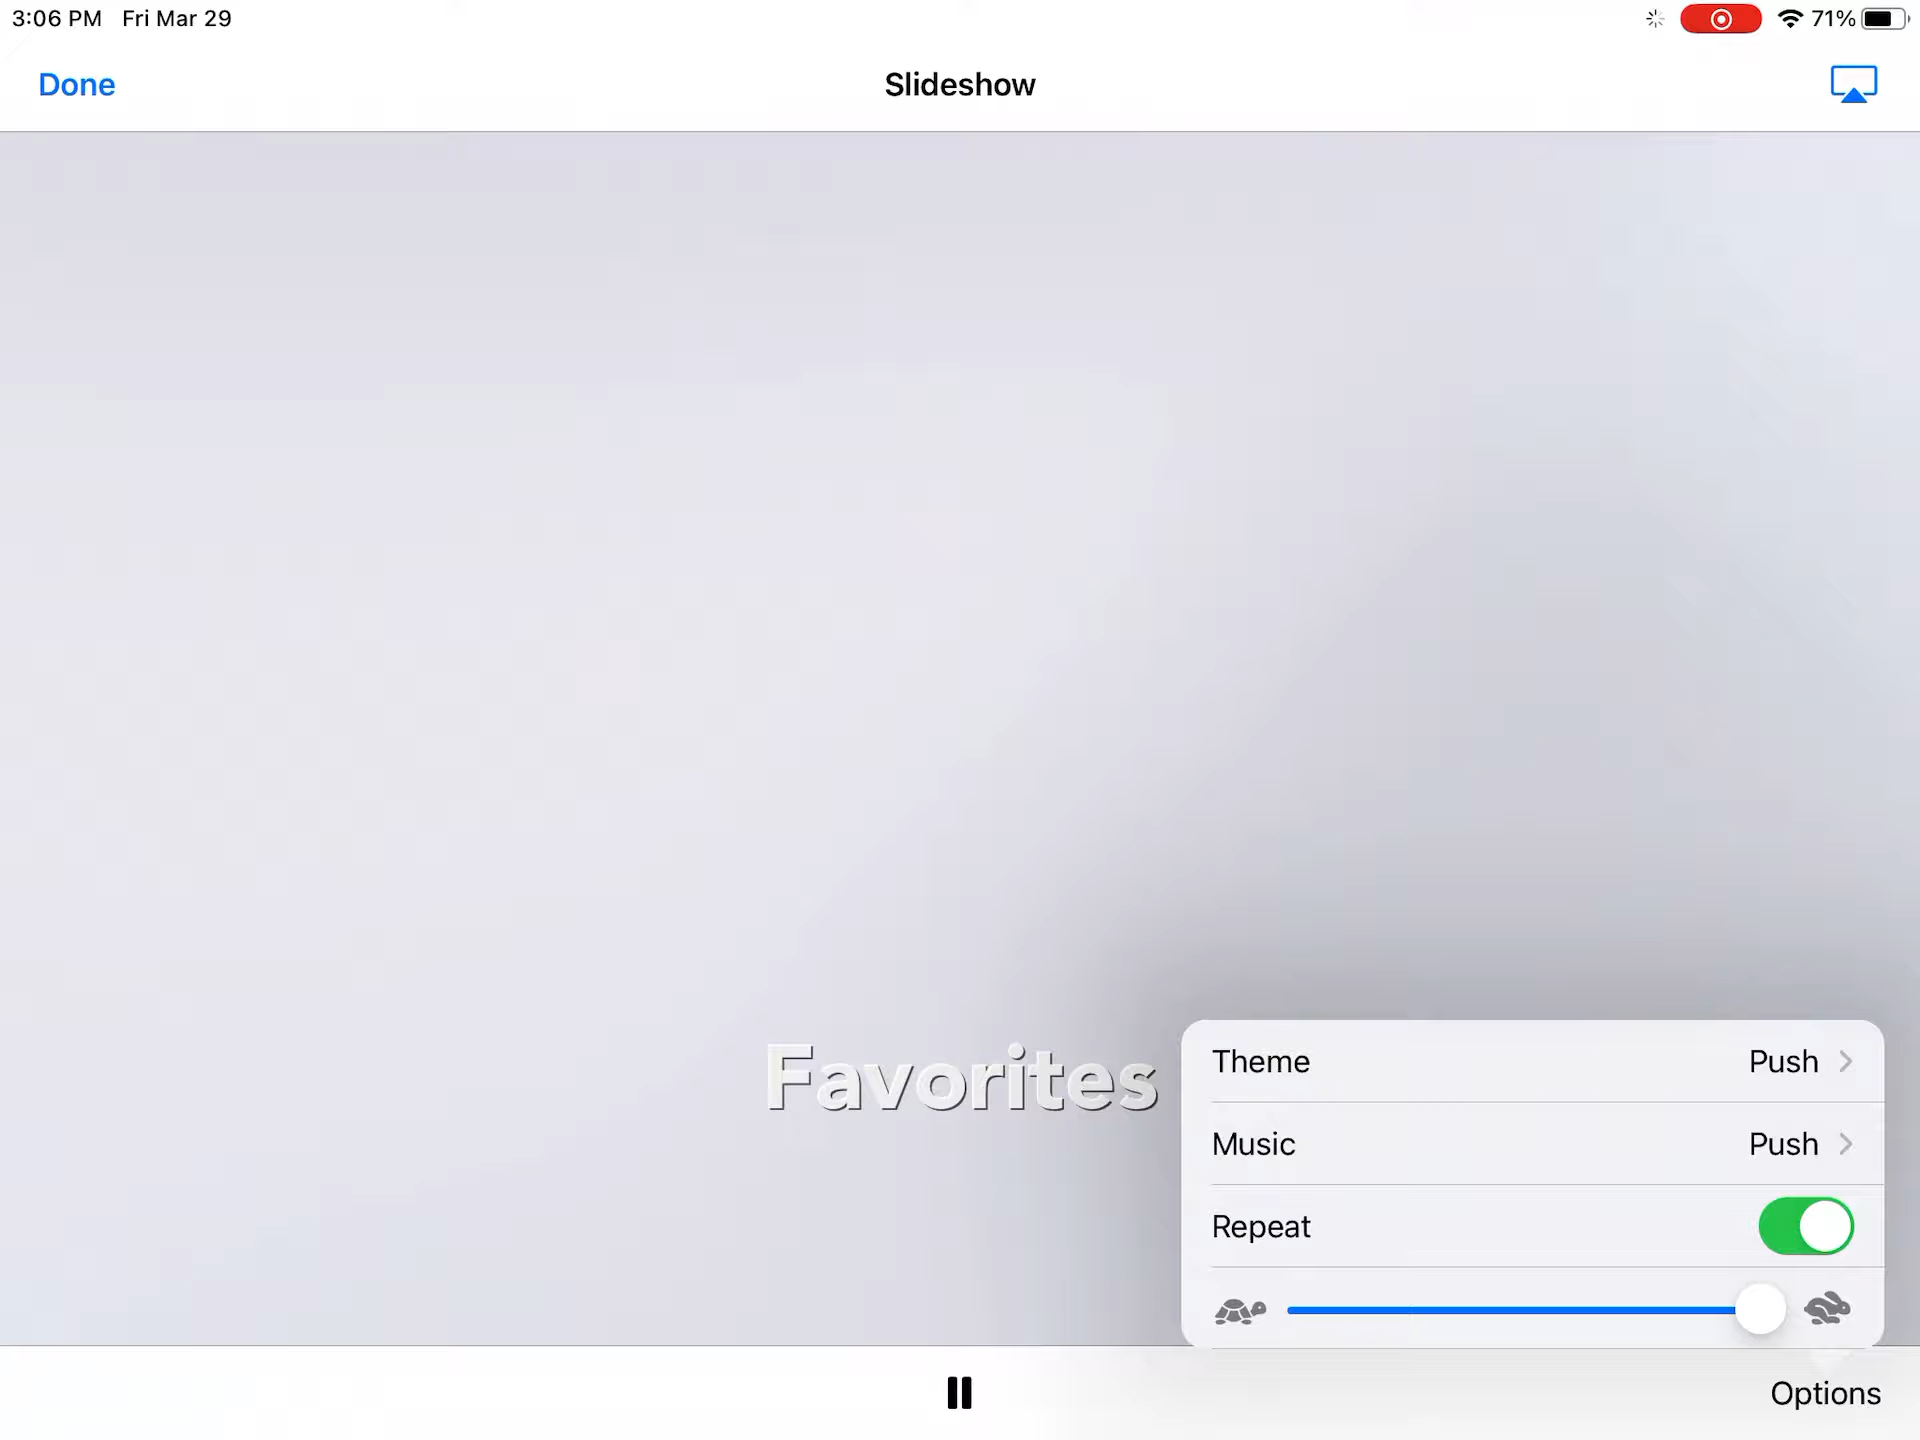 3:06 PM Fri Mar 29 71%
Done Slideshow
Favorites
Theme Push
Music Push
Repeat
Options